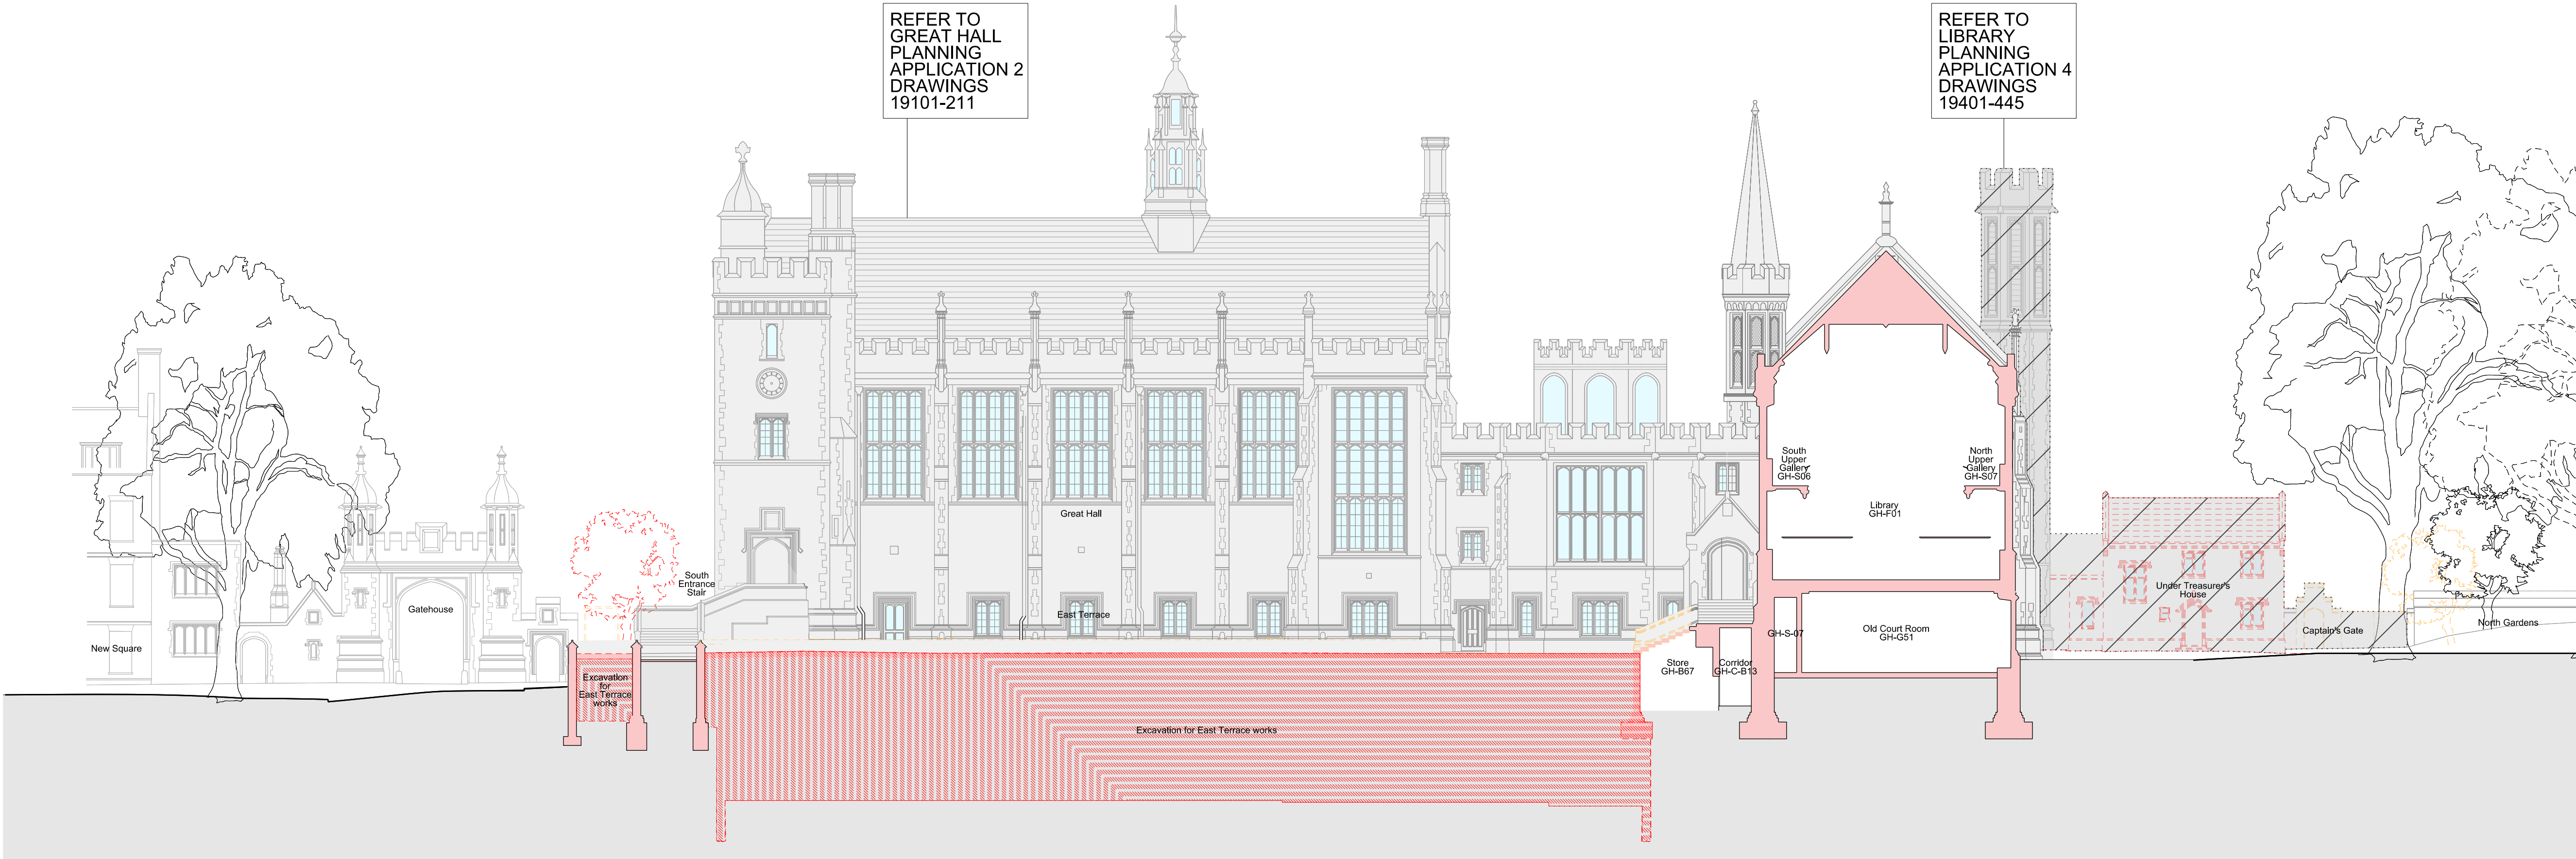 REFER TO
GREAT HALL
PLANNING
APPLICATION 2
DRAWINGS
19101-211
REFER TO
LIBRARY
PLANNING
APPLICATION 4
DRAWINGS
19401-445
New Square
Gatehouse
Excavation
for
East Terrace
works
South
Entrance
Stair
Great Hall
East Terrace
Excavation for East Terrace works
Store
GH-B67
Corridor
GH-C-B13
GH-S-07
South
Upper
Gallery
GH-S06
North
Upper
Gallery
GH-S07
Library
GH-F01
Old Court Room
GH-G51
Under Treasurer's
House
Captain's Gate
North Gardens